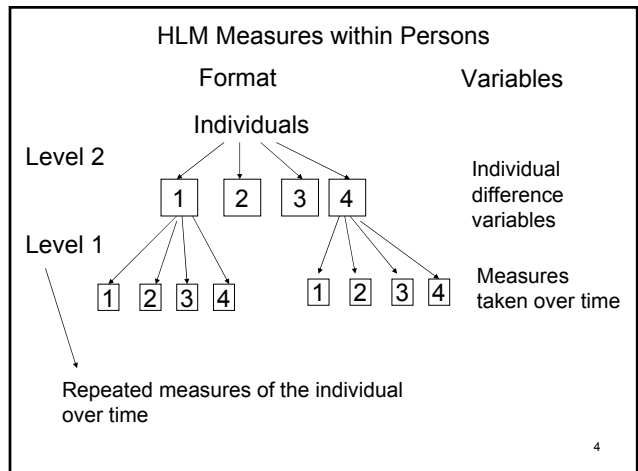 HLM Measures within Persons
Format Variables
Individuals
Level 2
Individual
difference
variables
1 2 3 4
Level 1
Measures
taken over time
1 2 3 4 1 2 3 4
Repeated measures of the individual
over time
4